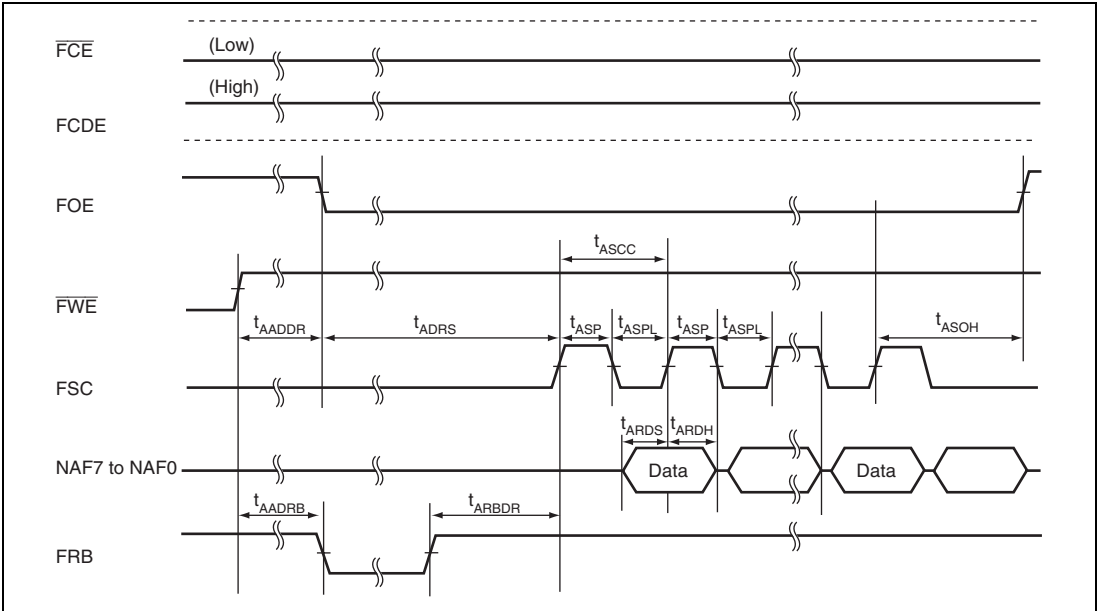 FCE
(Low)
(High)
FCDE
FOE
tASCC
FWE
tAADDR
tADRS
tASP
tASPL
tASP
tASPL
tASOH
FSC
tARDS
tARDH
NAF7 to NAF0
Data
Data
tAADRB
tARBDR
FRB